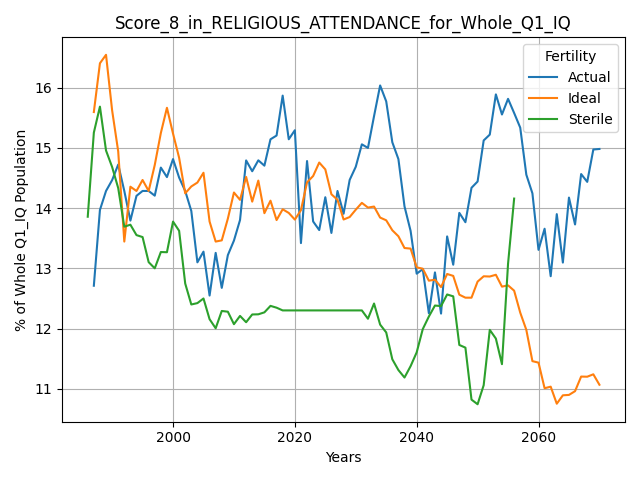 Score_8_in_RELIGIOUS_ATTENDANCE_for_Whole_Q1_IQ
Fertility
Actual
Ideal
Sterile
% of Whole Q1_IQ Population
16
15
14
13
12
11
2000 2020 2040 2060
Years